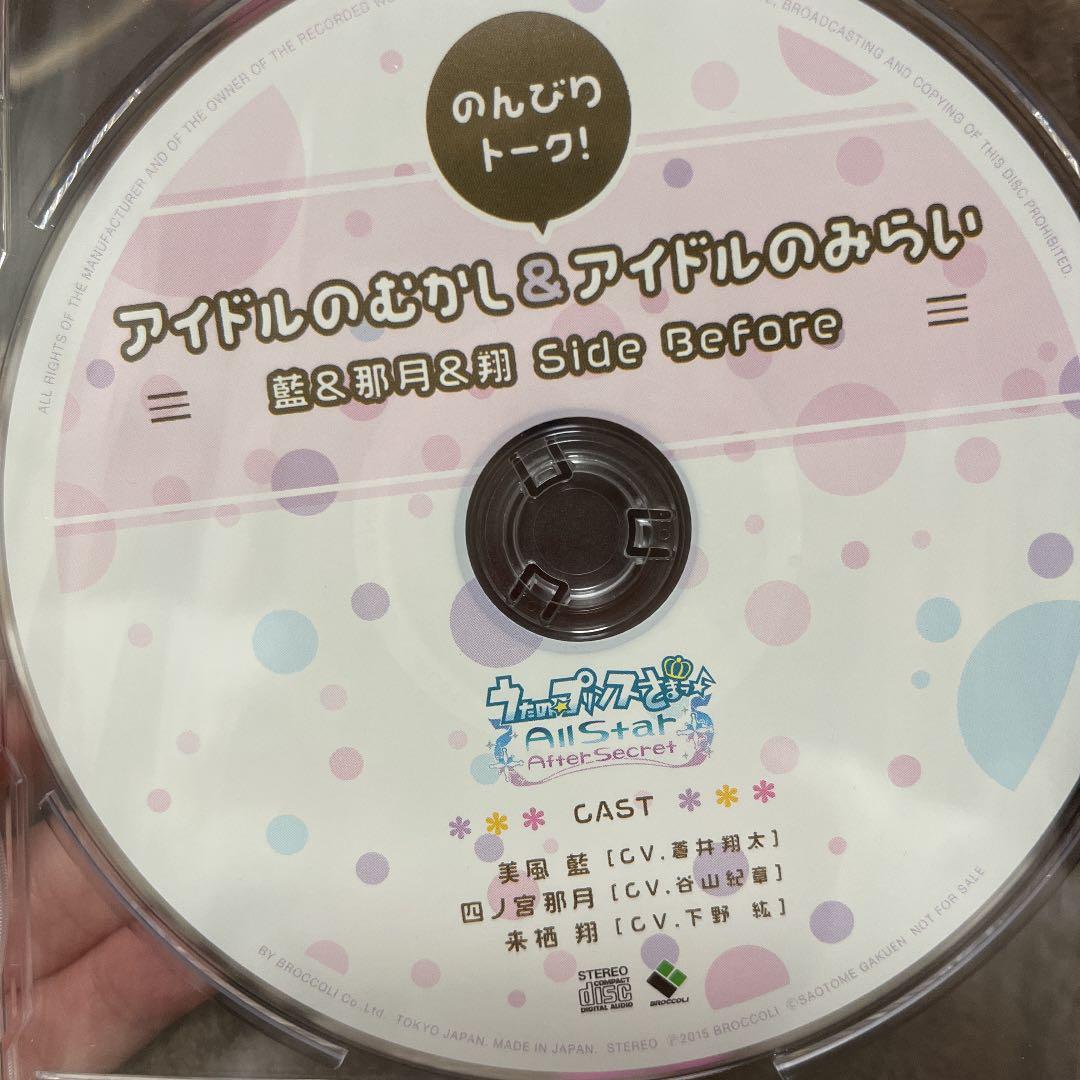 のんびり
トーク!
アイドルのむかし&アイドルのみらい
藍&那月&翔 Side Before
うたの☆プリンスさまっ♪
All Star
After Secret
CAST
美風 藍 [CV.蒼井翔太]
四ノ宮那月 [CV.谷山紀章]
来栖 翔 [CV.下野 紘]
STEREO
COMPACT
disc
DIGITAL AUDIO
BROCCOLI
ALL RIGHTS OF THE MANUFACTURER AND OF THE OWNER OF THE RECORDED
BROADCASTING AND COPYING OF THIS DISC PROHIBITED.
BY BROCCOLI Co.,Ltd. TOKYO JAPAN. MADE IN JAPAN. STEREO ℗2015 BROCCOLI ©SAOTOME GAKUEN NOT FOR SALE